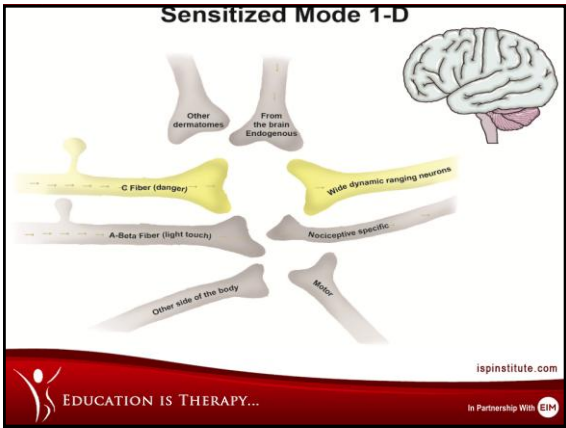 Sensitized Mode 1-D
Other
dermatomes
From
the brain
Endogenous
C Fiber (danger)
Wide dynamic ranging neurons
A-Beta Fiber (light touch)
Nociceptive specific
Other side of the body
Motor
ispinstitute.com
EDUCATION IS THERAPY...
In Partnership With EIM